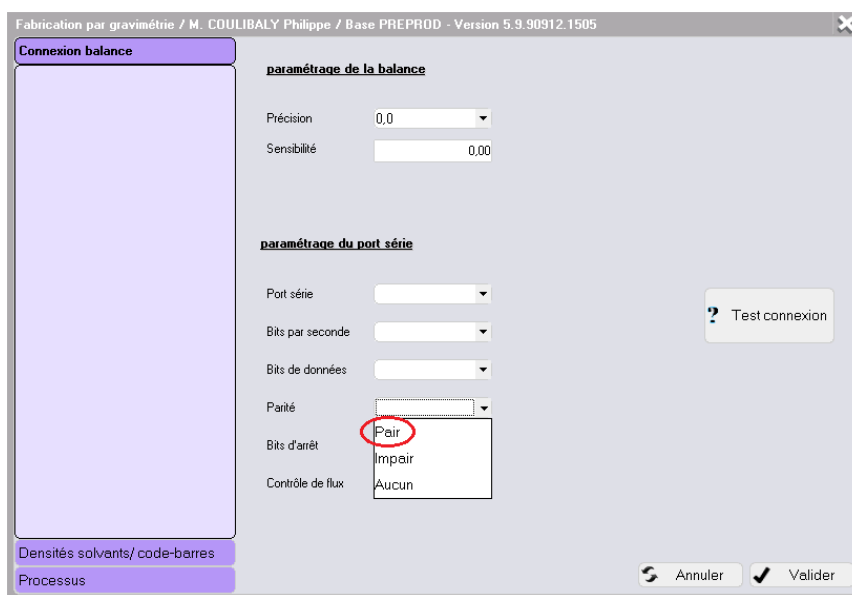 Fabrication par gravimétrie / M. COULIBALY Philippe / Base PREPROD - Version 5.9.90912.1505
Connexion balance
paramétrage de la balance
Précision 0,0
Sensibilité 0,00
paramétrage du port série
Port série
? Test connexion
Bits par seconde
Bits de données
Parité
Pair
Bits d'arrêt
Impair
Contrôle de flux
Aucun
Densités solvants/ code-barres
Processus
Annuler Valider